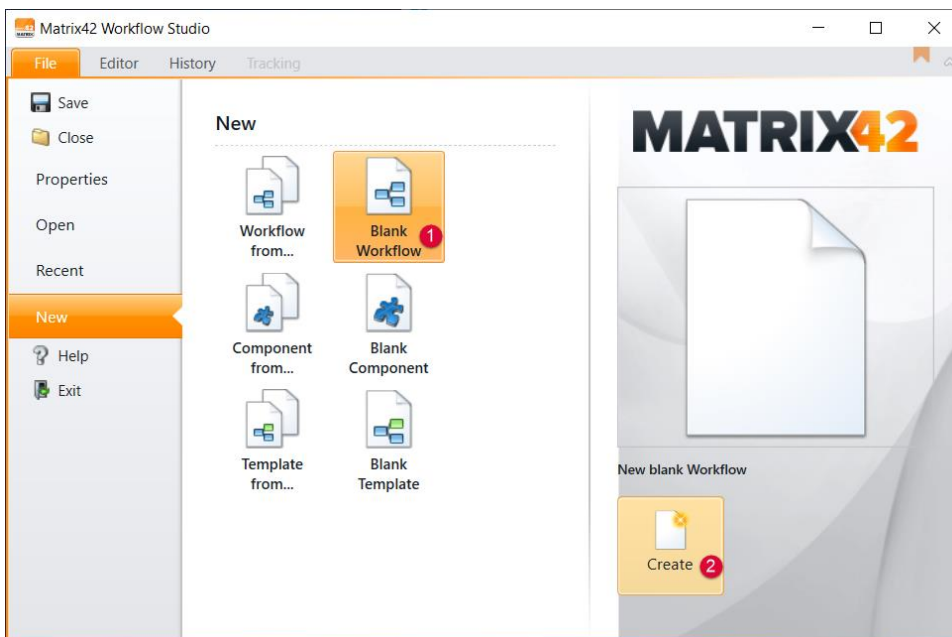 Matrix42 Workflow Studio
File Editor History Tracking
Save
Close
Properties
Open
Recent
New
Help
Exit
New
Workflow
from...
Blank
Workflow
1
Component
from...
Blank
Component
Template
from...
Blank
Template
MATRIX42
New blank Workflow
Create
2